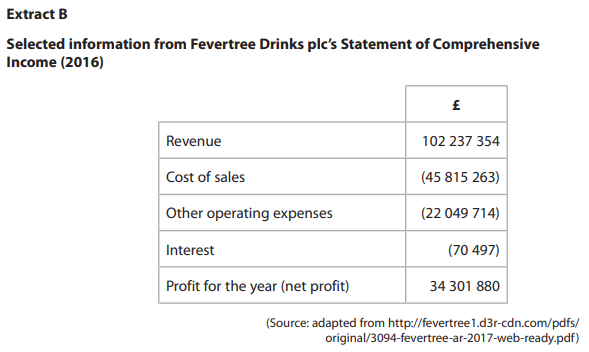 Extract B
Selected information from Fevertree Drinks plc's Statement of Comprehensive
Income (2016)
£
Revenue 102 237 354
Cost of sales (45 815 263)
Other operating expenses (22 049 714)
Interest (70 497)
Profit for the year (net profit) 34 301 880
(Source: adapted from http://fevertree1.d3r-cdn.com/pdfs/
original/3094-fevertree-ar-2017-web-ready.pdf)